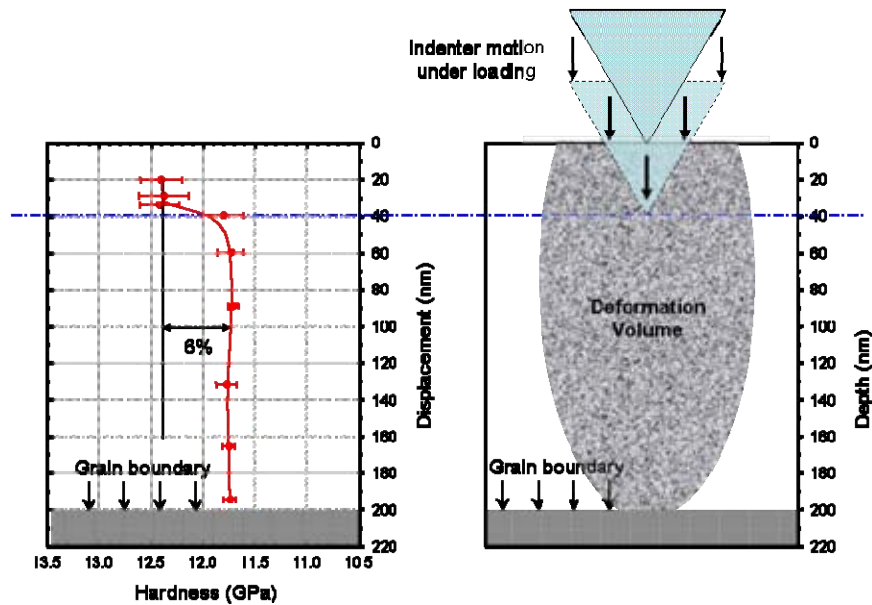 Indenter motion
under loading
0
20
40
60
80
100
120
140
160
180
200
220
Displacement (nm)
6%
Grain boundary
13.5 13.0 12.5 12.0 11.5 11.0 10.5
Hardness (GPa)
Deformation
Volume
Grain boundary
0
20
40
60
80
100
120
140
160
180
200
220
Depth (nm)